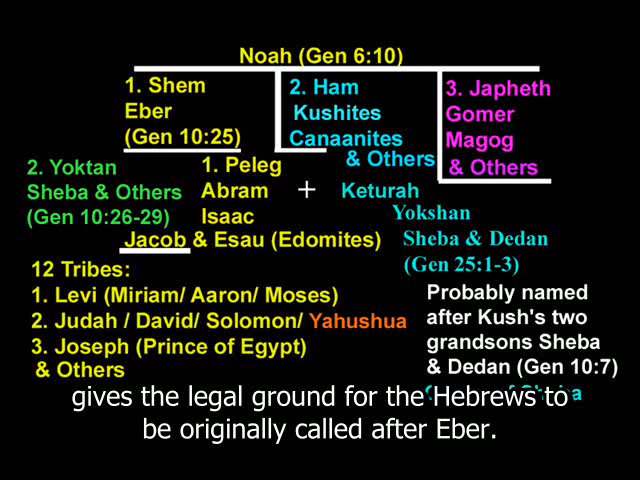 Noah (Gen 6:10)
1. Shem
Eber
(Gen 10:25)
2. Ham
Kushites
Canaanites
& Others
3. Japheth
Gomer
Magog
& Others
2. Yoktan
Sheba & Others
(Gen 10:26-29)
1. Peleg
Abram + Keturah
Isaac
Jacob & Esau (Edomites)
Yokshan
Sheba & Dedan
(Gen 25:1-3)
12 Tribes:
1. Levi (Miriam/ Aaron/ Moses)
2. Judah / David/ Solomon/ Yahushua
3. Joseph (Prince of Egypt)
& Others
Probably named
after Kush's two
grandsons Sheba
& Dedan (Gen 10:7)
gives the legal ground for the Hebrews to
be originally called after Eber.